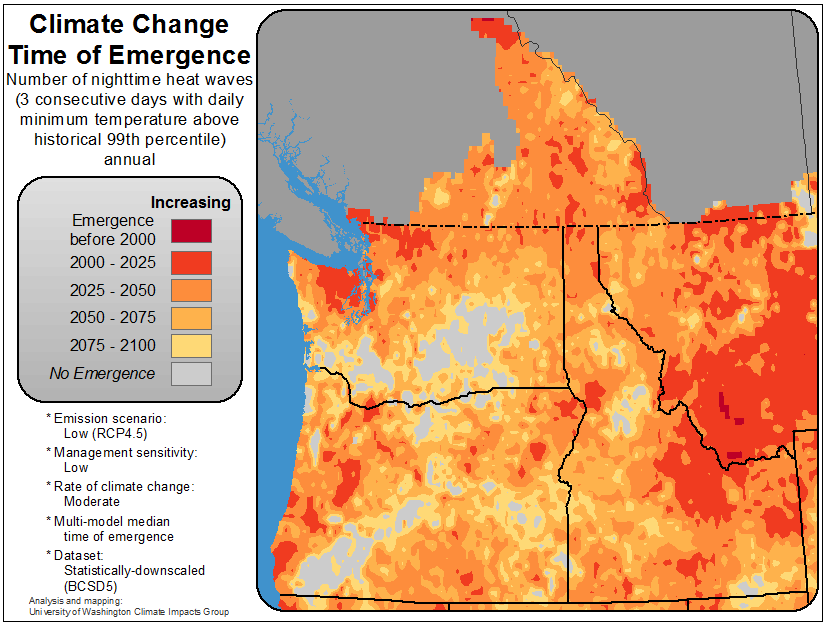 Climate Change
Time of Emergence
Number of nighttime heat waves
(3 consecutive days with daily
minimum temperature above
historical 99th percentile)
annual
Increasing
Emergence
before 2000
2000 - 2025
2025 - 2050
2050 - 2075
2075 - 2100
No Emergence
* Emission scenario:
Low (RCP4.5)
* Management sensitivity:
Low
* Rate of climate change:
Moderate
* Multi-model median
time of emergence
* Dataset:
Statistically-downscaled
(BCSD5)
Analysis and mapping:
University of Washington Climate Impacts Group